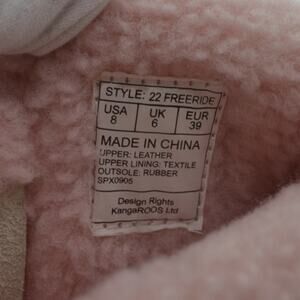 STYLE: 22 FREERIDE
USA UK EUR
8 6 39
MADE IN CHINA
UPPER: LEATHER
UPPER LINING: TEXTILE
OUTSOLE: RUBBER
SPX0905
Design Rights
KangaROOS Ltd